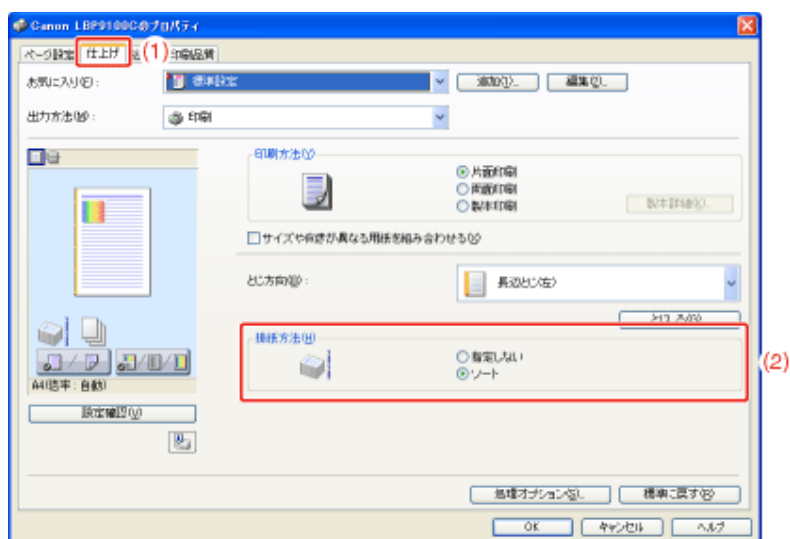 Canon LBP9100Cのプロパティ
ページ設定 仕上げ (1) 印刷品質
お気に入り(F): 標準設定 追加(1)... 編集(2)...
出力方法(M): 印刷
印刷方法(Y)
片面印刷
両面印刷
製本印刷 製本詳細(K)...
サイズや向きが異なる用紙を組み合わせる(X)
とじ方向(B): 長辺とじ(左)
とじしろ(G)...
排紙方法(H)
指定しない
ソート
(2)
A4(倍率:自動)
設定確認(V)
処理オプション(S)... 標準に戻す(R)
OK キャンセル ヘルプ